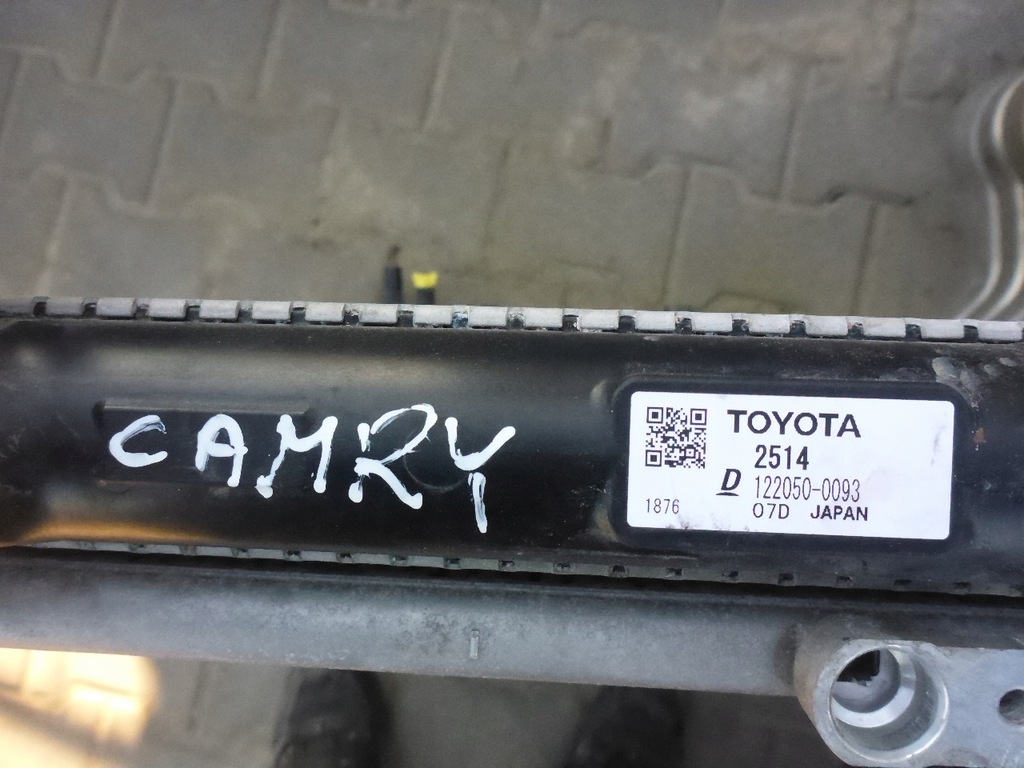 CAMRY
TOYOTA
2514
D 122050-0093
1876 07D JAPAN